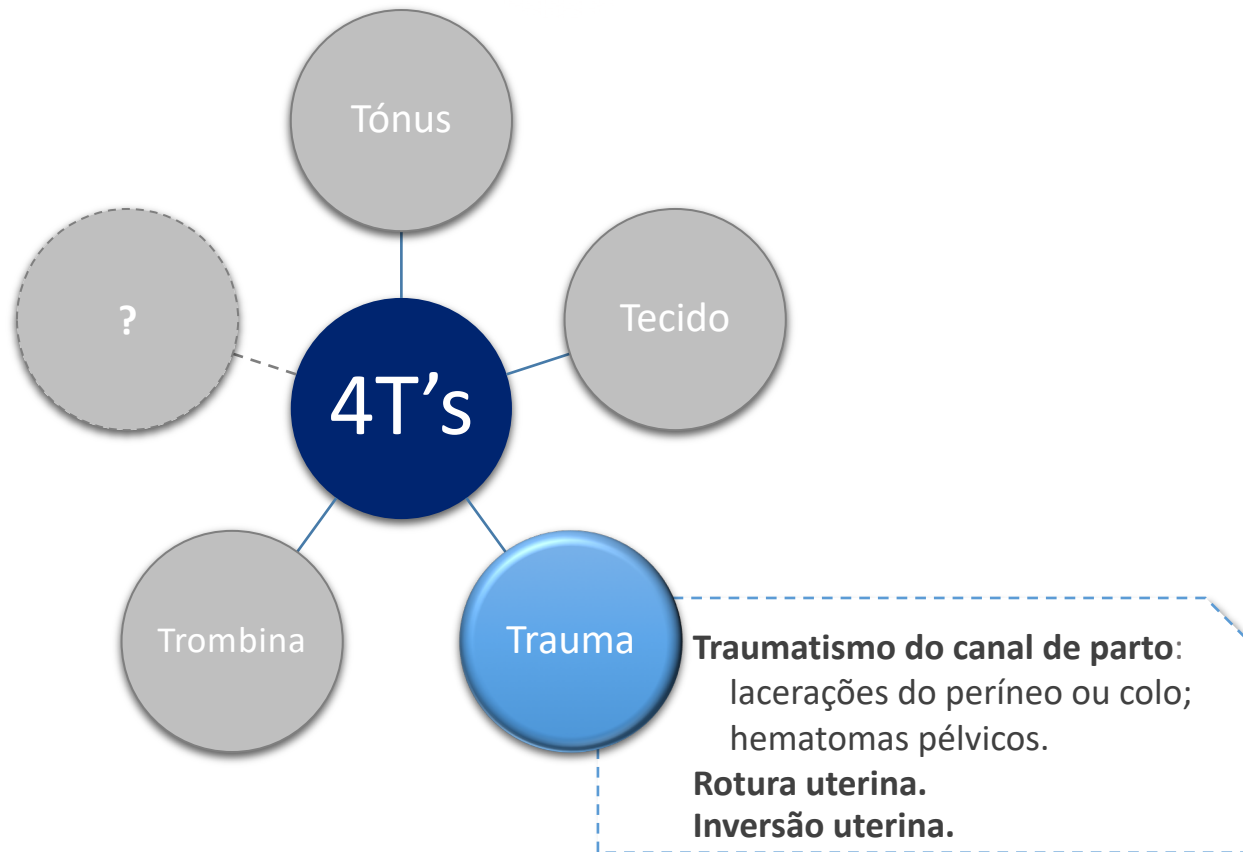 Tónus
?
Tecido
4T’s
Trombina
Trauma
Traumatismo do canal de parto:
lacerações do períneo ou colo;
hematomas pélvicos.
Rotura uterina.
Inversão uterina.